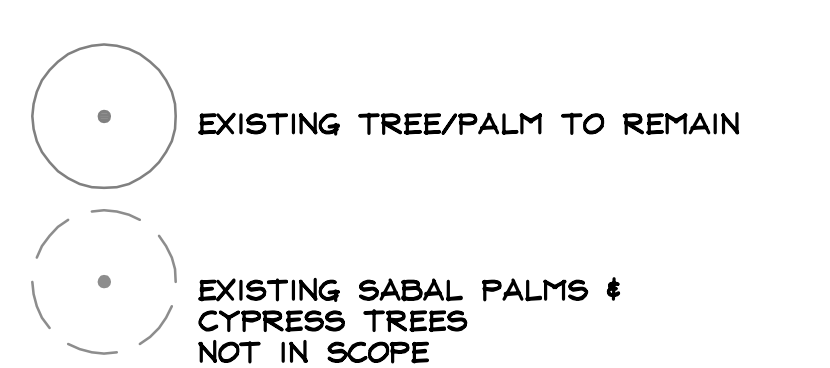 EXISTING TREE/PALM TO REMAIN
EXISTING SABAL PALMS &
CYPRESS TREES
NOT IN SCOPE